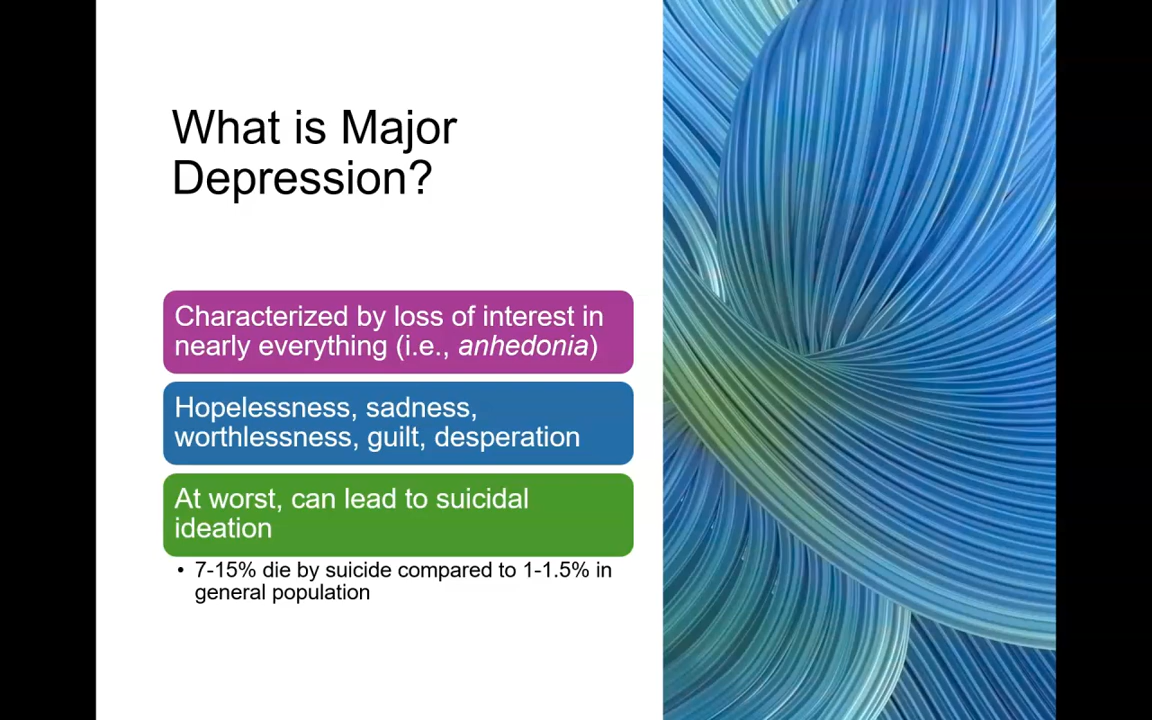 What is Major
Depression?
Characterized by loss of interest in
nearly everything (i.e., anhedonia)
Hopelessness, sadness,
worthlessness, guilt, desperation
At worst, can lead to suicidal
ideation
• 7-15% die by suicide compared to 1-1.5% in
general population